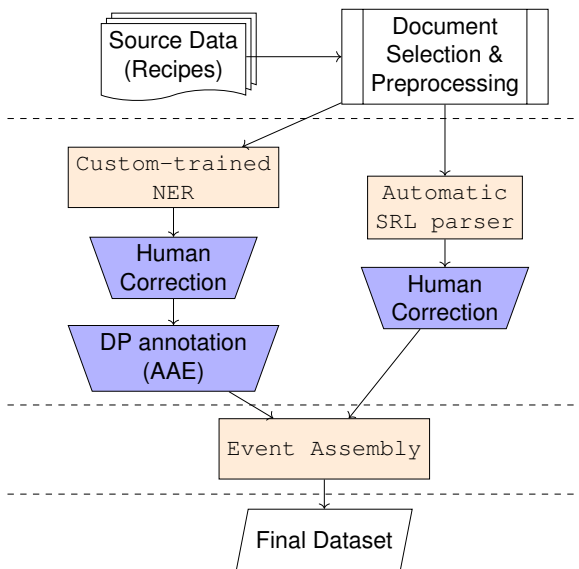 Source Data
(Recipes)
Document
Selection &
Preprocessing
Custom-trained
NER
Automatic
SRL parser
Human
Correction
Human
Correction
DP annotation
(AAE)
Event Assembly
Final Dataset